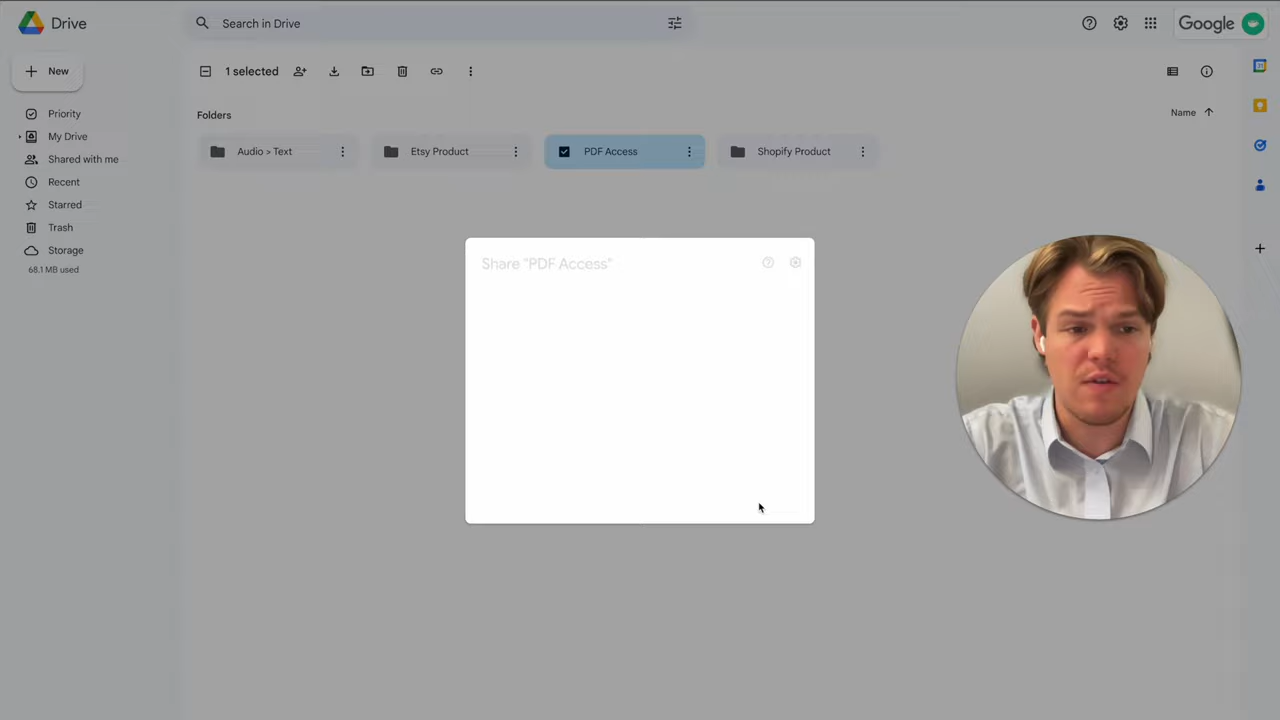 Drive
Search in Drive
Google
New
1 selected
Priority
My Drive
Shared with me
Recent
Starred
Trash
Storage
68.1 MB used
Folders
Name
Audio > Text
Etsy Product
PDF Access
Shopify Product
Share "PDF Access"